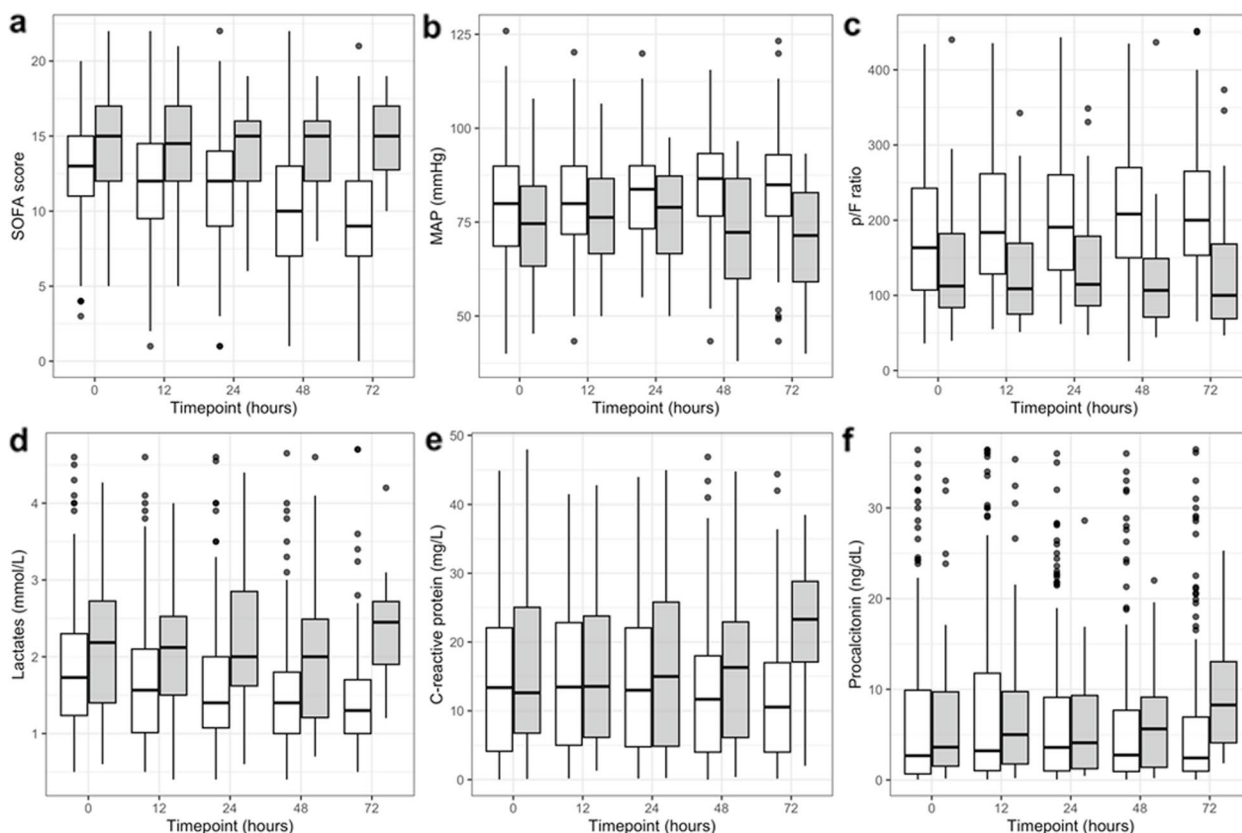 a
SOFA score
20
15
10
5
0
0 12 24 48 72
Timepoint (hours)
b
MAP (mmHg)
125
100
75
50
0 12 24 48 72
Timepoint (hours)
c
p/F ratio
400
300
200
100
0
0 12 24 48 72
Timepoint (hours)
d
Lactates (mmol/L)
4
3
2
1
0 12 24 48 72
Timepoint (hours)
e
C-reactive protein (mg/L)
50
40
30
20
10
0
0 12 24 48 72
Timepoint (hours)
f
Procalcitonin (ng/dL)
30
20
10
0
0 12 24 48 72
Timepoint (hours)